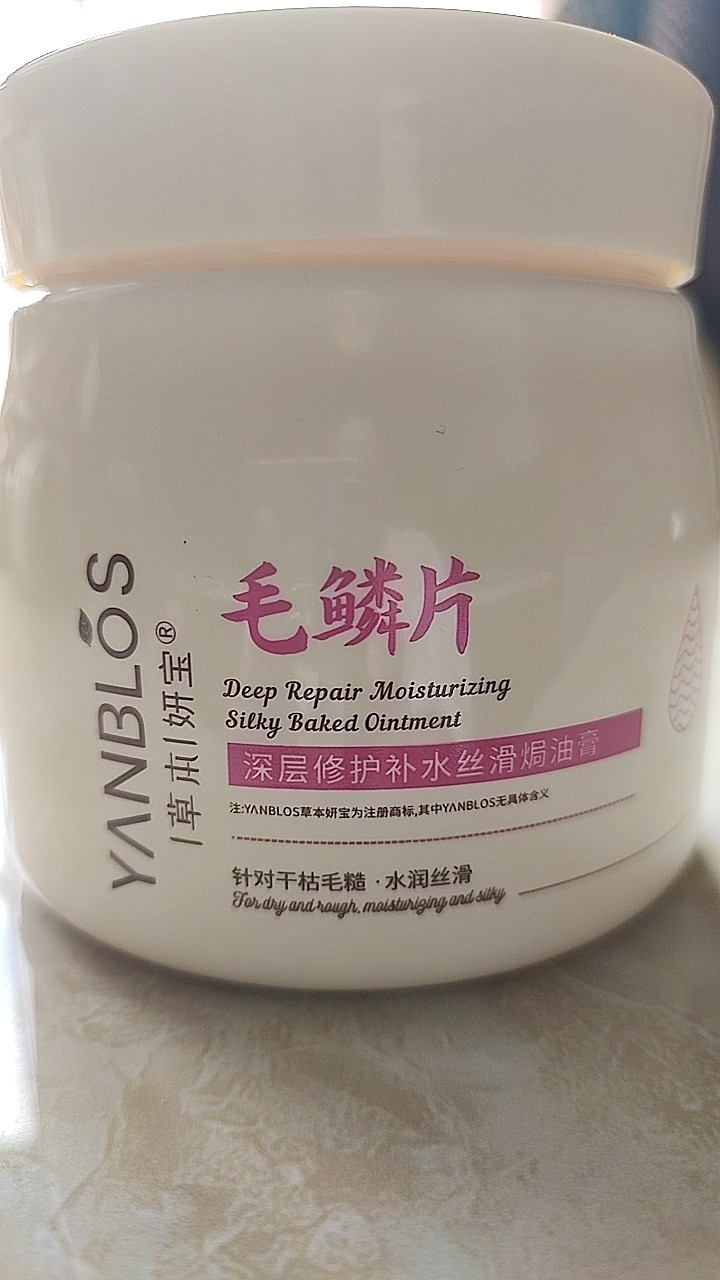 YANBLOS
草本|妍宝®
毛鳞片
Deep Repair Moisturizing
Silky Baked Ointment
深层修护补水丝滑焗油膏
注:YANBLOS草本妍宝为注册商标,其中YANBLOS无具体含义
针对干枯毛糙·水润丝滑
For dry and rough, moisturizing and silky